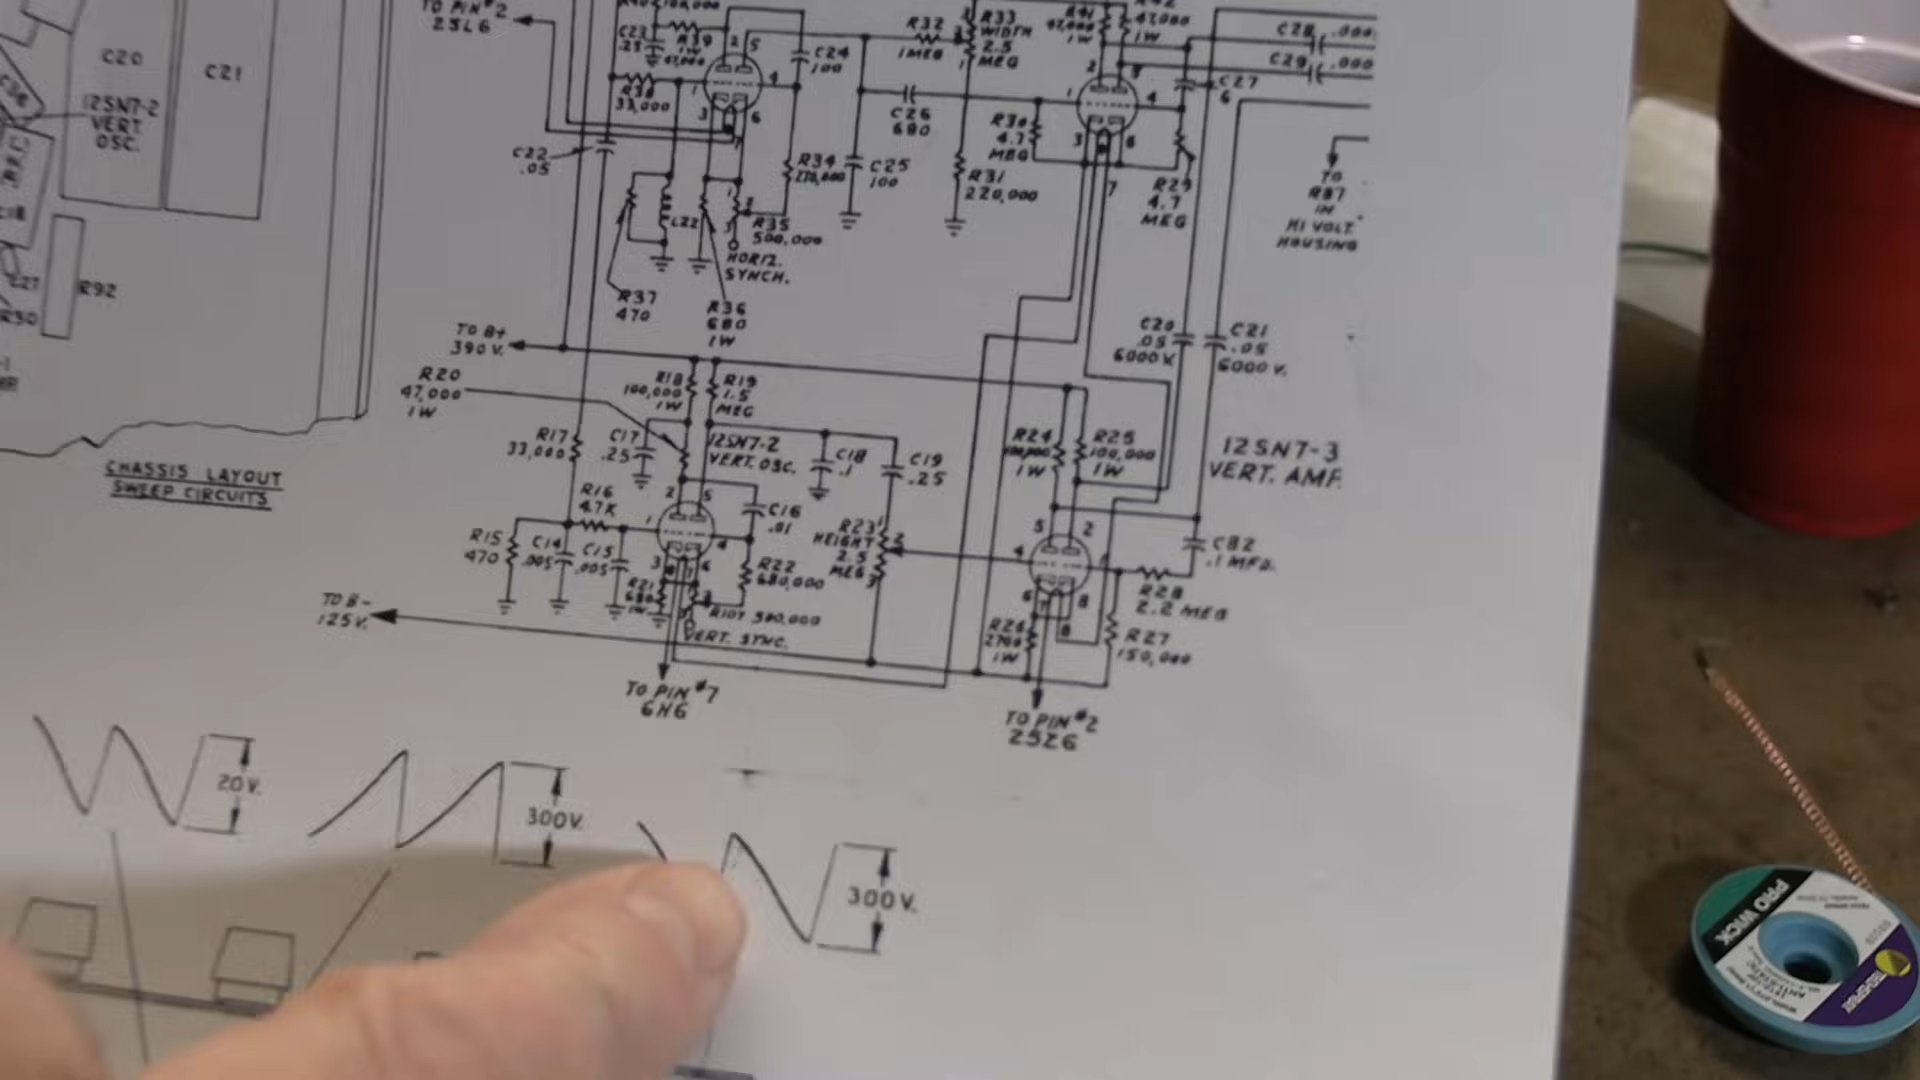 TO PIN #2
25L6
C20
C21
12SN7-2
VERT.
OSC.
R92
CHASSIS LAYOUT
SWEEP CIRCUITS
C23
.25
1W
47,000
33,000
C22
.05
C24
100
R32
1 MEG
R33
WIDTH
2.5
MEG
47,000
1W
47,000
1W
C28 .000
C29 .000
C27
6
C26
680
C25
100
R34
R30
4.7
MEG
R31
220,000
R29
4.7
MEG
TO
R87
IN
HI VOLT.
HOUSING
L22
R35
500,000
HORIZ.
SYNCH.
R37
470
R36
680
1W
TO B+
390 V.
R20
47,000
1W
R18
100,000
1W
R19
1.5
MEG
R17
33,000
C17
.25
12SN7-2
VERT. OSC.
C18
.1
C19
.25
C20
.05
6000 V.
C21
.05
6000 V.
R24
1W
R25
100,000
1W
12SN7-3
VERT. AMP.
R16
4.7K
C16
.01
R15
470
C14
.005
C15
.005
R21
680
1W
R22
680,000
R23
HEIGHT
2.5
MEG
C82
.1 MFD.
R28
2.2 MEG
R26
2700
1W
R27
150,000
TO B-
125V.
R107 500,000
VERT. SYNC.
TO PIN #7
6H6
TO PIN #2
25Z6
20V.
300V.
300V.
PRO WICK